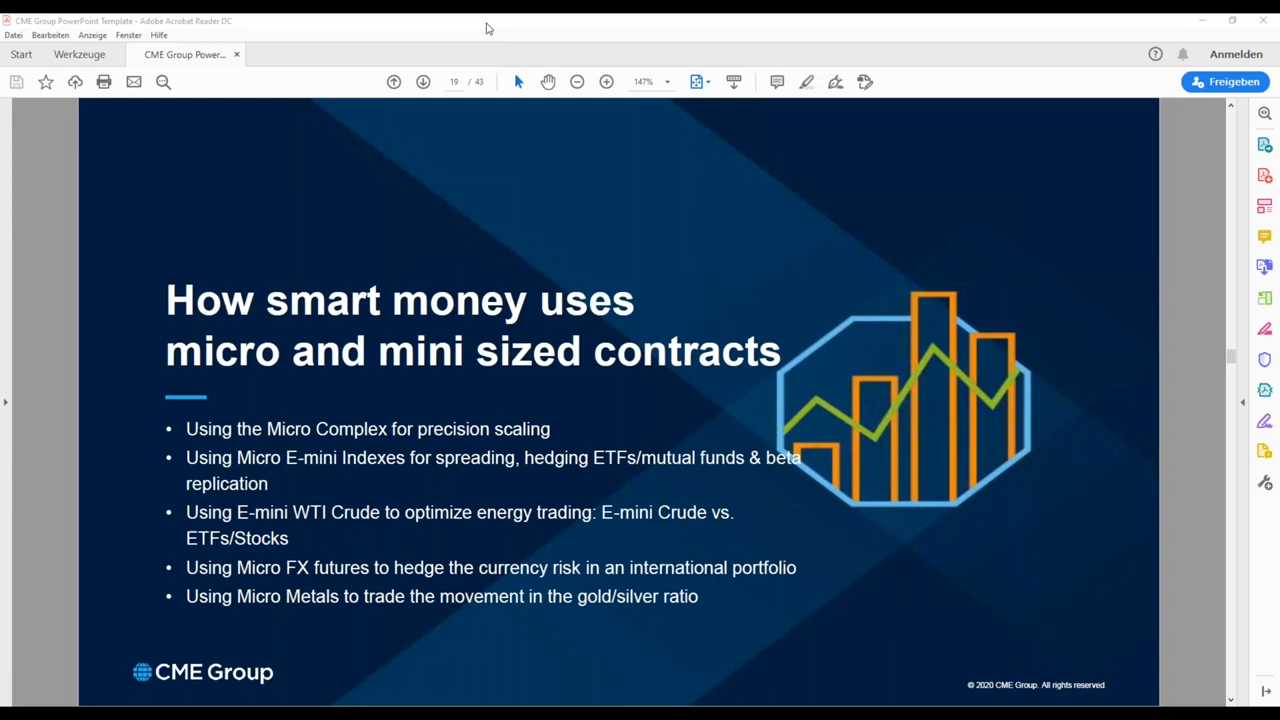 CME Group PowerPoint Template - Adobe Acrobat Reader DC
Datei Bearbeiten Anzeige Fenster Hilfe
Start Werkzeuge CME Group Power... × Anmelden
19 / 43 147% Freigeben
How smart money uses
micro and mini sized contracts
• Using the Micro Complex for precision scaling
• Using Micro E-mini Indexes for spreading, hedging ETFs/mutual funds & beta
replication
• Using E-mini WTI Crude to optimize energy trading: E-mini Crude vs.
ETFs/Stocks
• Using Micro FX futures to hedge the currency risk in an international portfolio
• Using Micro Metals to trade the movement in the gold/silver ratio
CME Group
© 2020 CME Group. All rights reserved